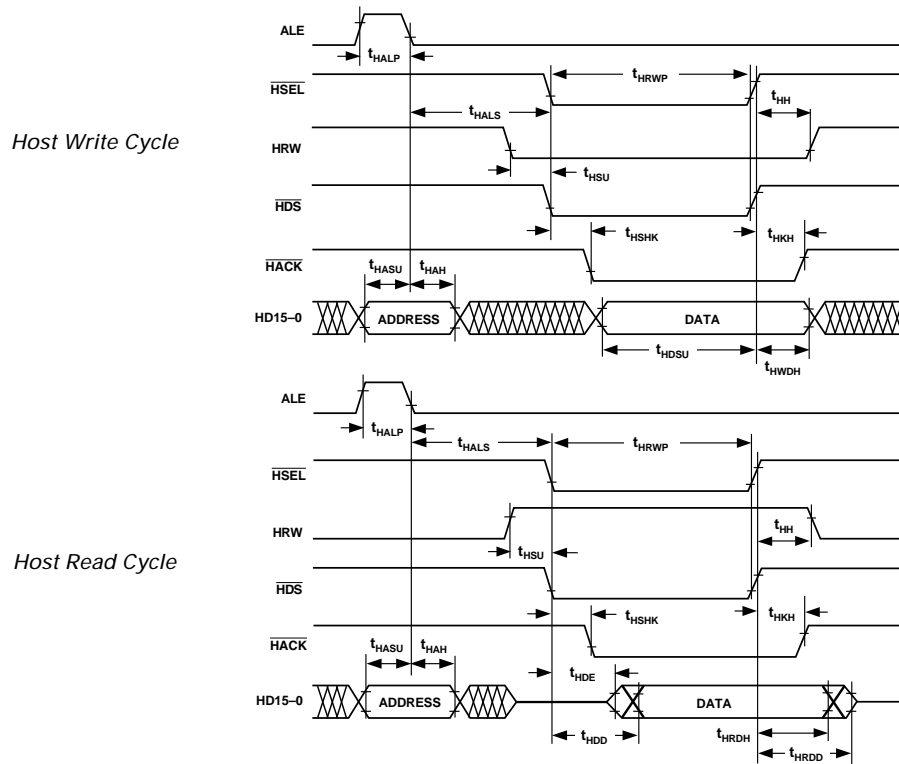 ALE
tHALP
HSEL
tHRWP
tHALS
tHH
Host Write Cycle
HRW
tHSU
HDS
tHSHK
tHKH
HACK
tHASU
tHAH
HD15–0
ADDRESS
DATA
tHDSU
tHWDH
ALE
tHALP
tHALS
tHRWP
HSEL
HRW
tHH
tHSU
Host Read Cycle
HDS
tHSHK
tHKH
HACK
tHASU
tHAH
tHDE
HD15–0
ADDRESS
DATA
tHDD
tHRDH
tHRDD